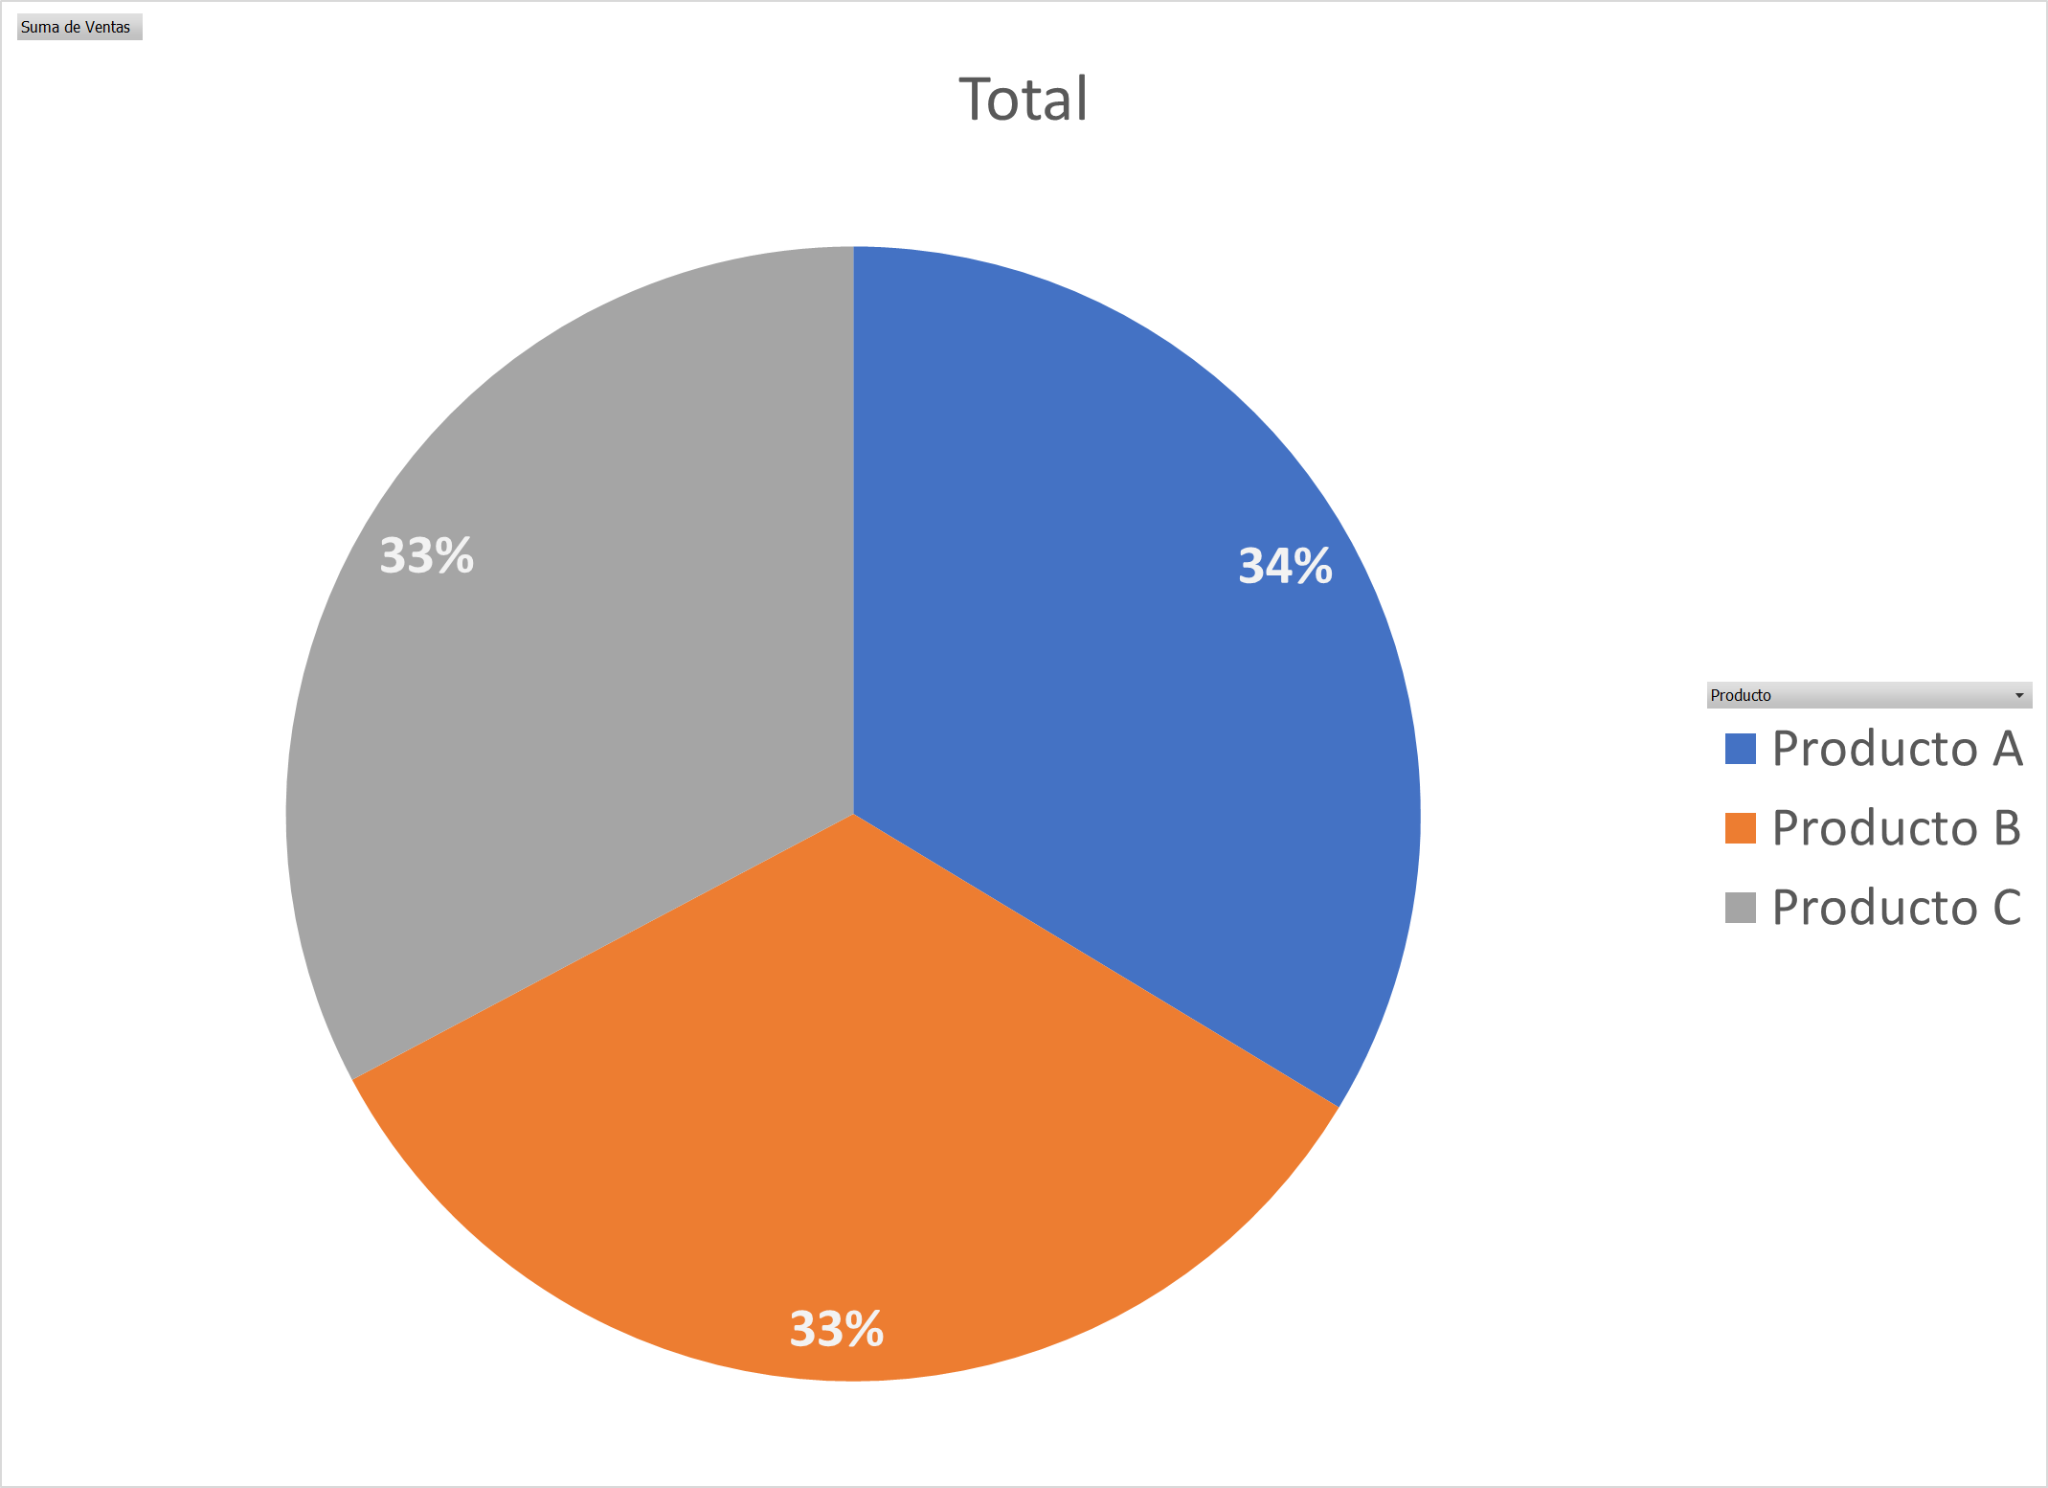 Suma de Ventas
Total
33%
34%
33%
Producto
Producto A
Producto B
Producto C